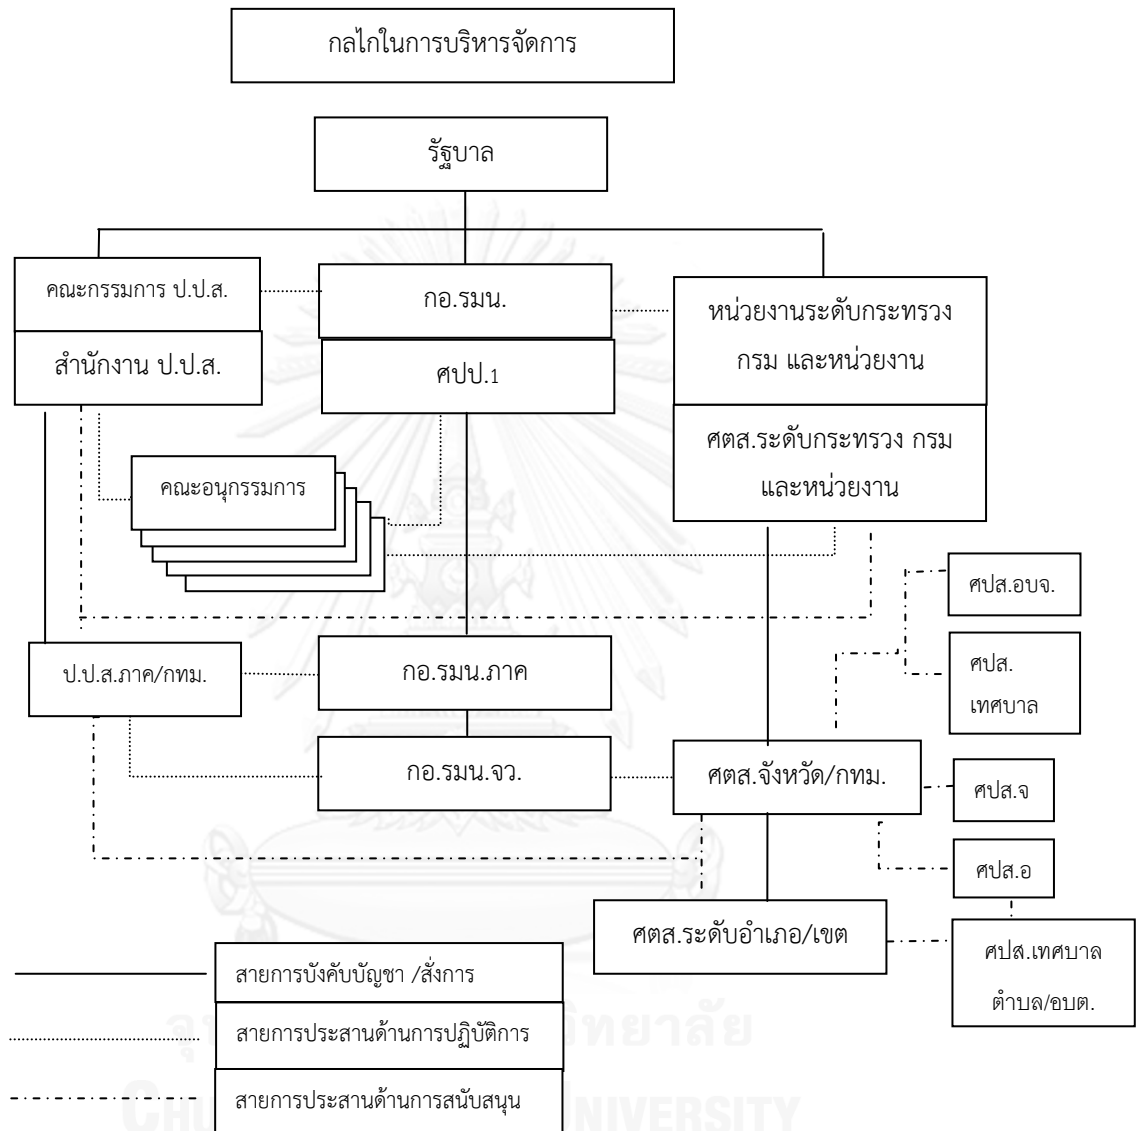 กลไกในการบริหารจัดการ
รัฐบาล
คณะกรรมการ ป.ป.ส.
กอ.รมน.
หน่วยงานระดับกระทรวง
กรม และหน่วยงาน
สำนักงาน ป.ป.ส.
ศปป.1
ศตส.ระดับกระทรวง กรม
และหน่วยงาน
คณะอนุกรรมการ
ศปส.อบจ.
ศปส.
เทศบาล
ป.ป.ส.ภาค/กทม.
กอ.รมน.ภาค
กอ.รมน.จว.
ศตส.จังหวัด/กทม.
ศปส.จ
ศปส.อ
ศตส.ระดับอำเภอ/เขต
ศปส.เทศบาล
ตำบล/อบต.
สายการบังคับบัญชา /สั่งการ
สายการประสานด้านการปฏิบัติการ
สายการประสานด้านการสนับสนุน